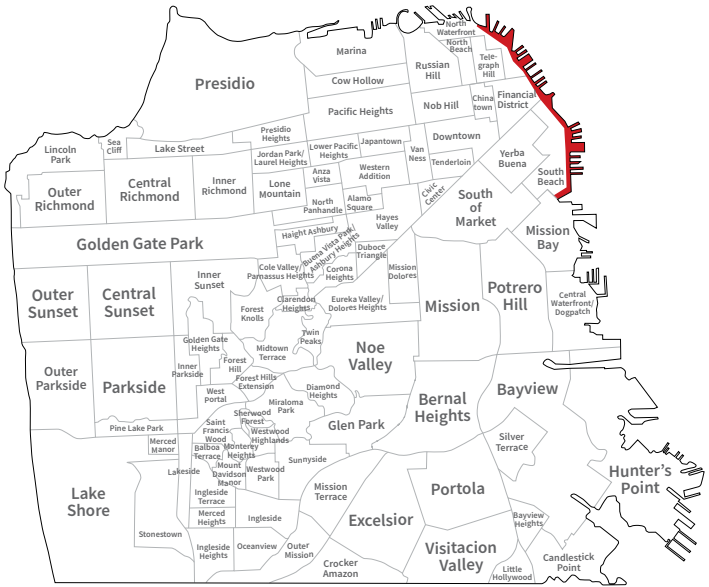 North
Waterfront
North
Beach
Tele-
graph
Hill
Marina
Russian
Hill
Presidio
Cow Hollow
Pacific Heights
Nob Hill
China
town
Financial
District
Presidio
Heights
Lincoln
Park
Sea
Cliff
Lake Street
Jordan Park/
Laurel Heights
Lower Pacific
Heights
Japantown
Van
Ness
Downtown
Tenderloin
Yerba
Buena
South
Beach
Outer
Richmond
Central
Richmond
Inner
Richmond
Lone
Mountain
Anza
Vista
Western
Addition
Civic
Center
South
of
Market
North
Panhandle
Alamo
Square
Hayes
Valley
Mission
Bay
Golden Gate Park
Haight Ashbury
Buena Vista Park/
Ashbury Heights
Duboce
Triangle
Cole Valley/
Parnassus Heights
Corona
Heights
Mission
Dolores
Inner
Sunset
Outer
Sunset
Central
Sunset
Clarendon
Heights
Eureka Valley/
Dolores Heights
Forest
Knolls
Mission
Potrero
Hill
Central
Waterfront/
Dogpatch
Twin
Peaks
Golden Gate
Heights
Midtown
Terrace
Noe
Valley
Outer
Parkside
Parkside
Inner
Parkside
Forest
Hill
Forest Hills
Extension
West
Portal
Diamond
Heights
Miraloma
Park
Bernal
Heights
Bayview
Pine Lake Park
Saint
Francis
Wood
Sherwood
Forest
Westwood
Highlands
Glen Park
Merced
Manor
Balboa
Terrace
Monterey
Heights
Silver
Terrace
Lakeside
Mount
Davidson
Manor
Westwood
Park
Sunnyside
Hunter's
Point
Lake
Shore
Ingleside
Terrace
Mission
Terrace
Portola
Merced
Heights
Ingleside
Excelsior
Bayview
Heights
Stonestown
Ingleside
Heights
Oceanview
Outer
Mission
Crocker
Amazon
Visitacion
Valley
Little
Hollywood
Candlestick
Point